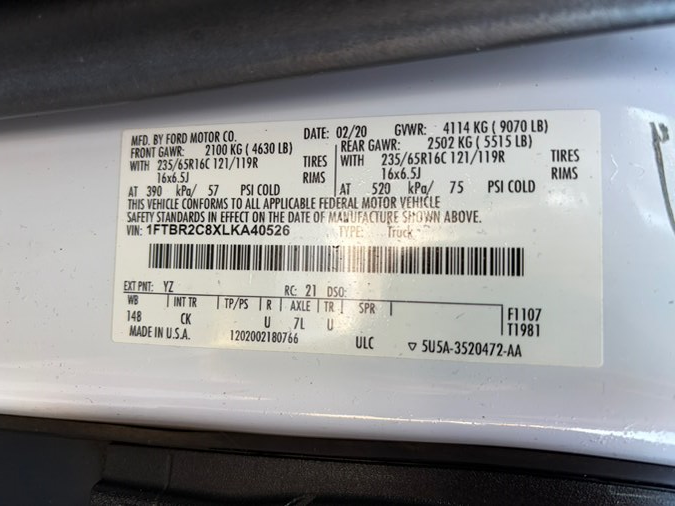 MFD. BY FORD MOTOR CO. DATE: 02/20 GVWR: 4114 KG ( 9070 LB)
FRONT GAWR: 2100 KG ( 4630 LB) REAR GAWR: 2502 KG ( 5515 LB)
WITH 235/65R16C 121/119R TIRES WITH 235/65R16C 121/119R TIRES
16x6.5J RIMS 16x6.5J RIMS
AT 390 kPa/ 57 PSI COLD AT 520 kPa/ 75 PSI COLD
THIS VEHICLE CONFORMS TO ALL APPLICABLE FEDERAL MOTOR VEHICLE
SAFETY STANDARDS IN EFFECT ON THE DATE OF MANUFACTURE SHOWN ABOVE.
VIN: 1FTBR2C8XLKA40526 TYPE: Truck
EXT PNT: YZ RC: 21 DSO:
WB INT TR TP/PS R AXLE TR SPR F1107
148 CK U 7L U T1981
MADE IN U.S.A. 1202002180766 ULC ▽ 5U5A-3520472-AA